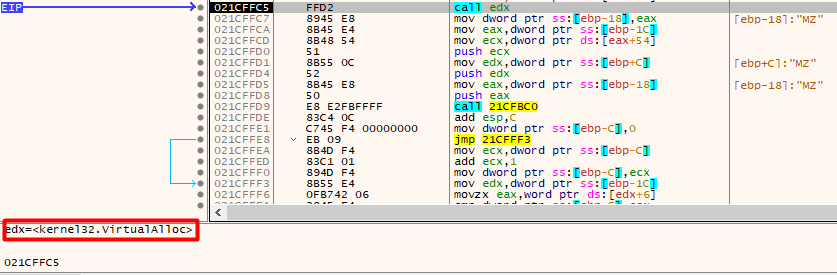 EIP 021CFFC5 FFD2 call edx
021CFFC7 8945 E8 mov dword ptr ss:[ebp-18],eax [ebp-18]:"MZ"
021CFFCA 8B45 E4 mov eax,dword ptr ss:[ebp-1C]
021CFFCD 8B48 54 mov ecx,dword ptr ds:[eax+54]
021CFFD0 51 push ecx
021CFFD1 8B55 0C mov edx,dword ptr ss:[ebp+C] [ebp+C]:"MZ"
021CFFD4 52 push edx
021CFFD5 8B45 E8 mov eax,dword ptr ss:[ebp-18] [ebp-18]:"MZ"
021CFFD8 50 push eax
021CFFD9 E8 E2FBFFFF call 21CFBC0
021CFFDE 83C4 0C add esp,C
021CFFE1 C745 F4 00000000 mov dword ptr ss:[ebp-C],0
021CFFE8 EB 09 jmp 21CFFF3
021CFFEA 8B4D F4 mov ecx,dword ptr ss:[ebp-C]
021CFFED 83C1 01 add ecx,1
021CFFF0 894D F4 mov dword ptr ss:[ebp-C],ecx
021CFFF3 8B55 E4 mov edx,dword ptr ss:[ebp-1C]
021CFFF6 0FB742 06 movzx eax,word ptr ds:[edx+6]
edx=<kernel32.VirtualAlloc>
021CFFC5